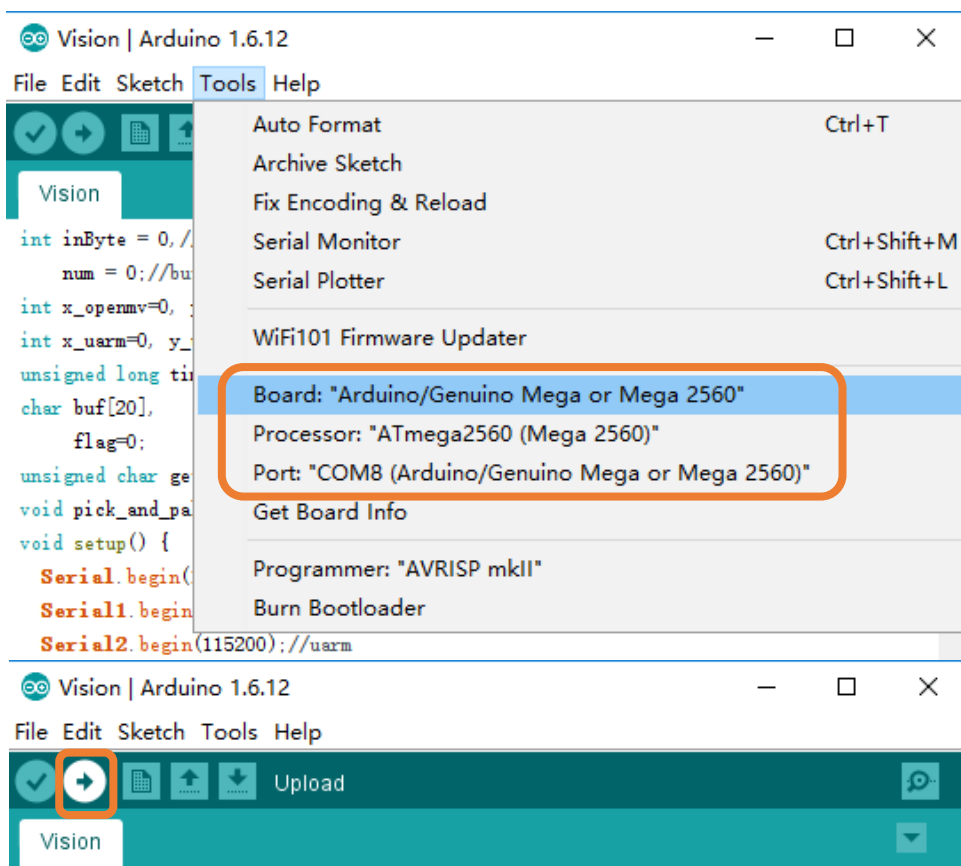 Vision | Arduino 1.6.12
File Edit Sketch Tools Help
Auto Format Ctrl+T
Archive Sketch
Vision
Fix Encoding & Reload
int inByte = 0,/
Serial Monitor Ctrl+Shift+M
num = 0;//bu
Serial Plotter Ctrl+Shift+L
int x_openmv=0,
int x_uarm=0, y_
WiFi101 Firmware Updater
unsigned long ti
Board: "Arduino/Genuino Mega or Mega 2560"
char buf[20],
flag=0;
Processor: "ATmega2560 (Mega 2560)"
unsigned char ge
Port: "COM8 (Arduino/Genuino Mega or Mega 2560)"
void pick_and_pa
Get Board Info
void setup() {
Serial.begin(
Programmer: "AVRISP mkII"
Serial1.begin
Burn Bootloader
Serial2.begin(115200);//uarm
Vision | Arduino 1.6.12
File Edit Sketch Tools Help
Upload
Vision